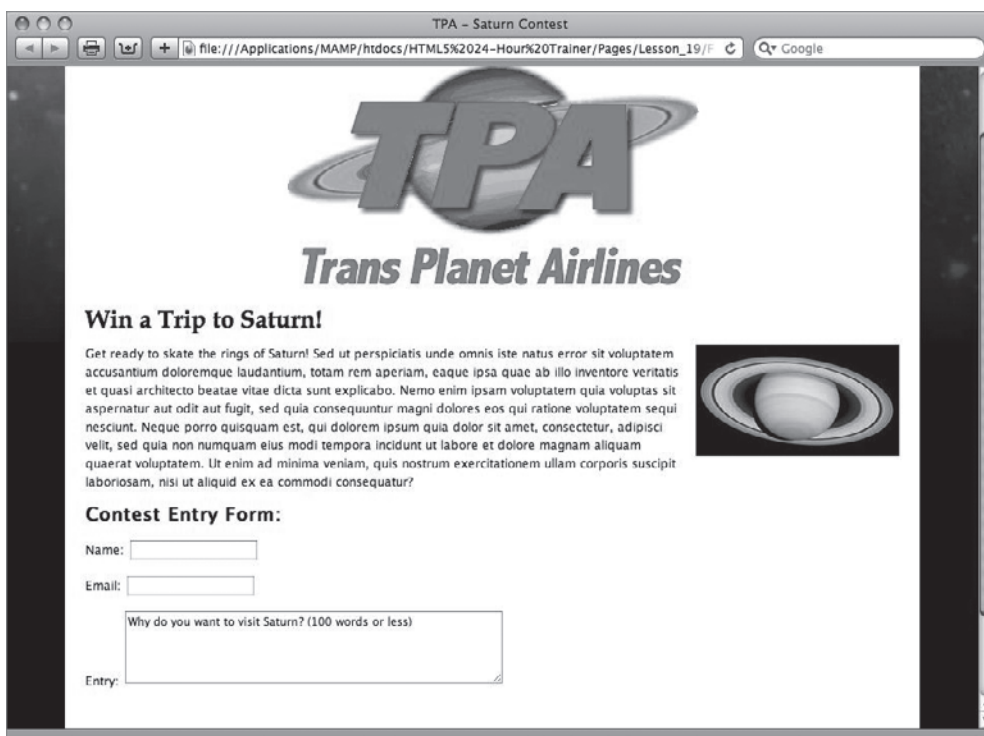 TPA – Saturn Contest
file:///Applications/MAMP/htdocs/HTML5%2024-Hour%20Trainer/Pages/Lesson_19/F
Google
TPA
Trans Planet Airlines
Win a Trip to Saturn!
Get ready to skate the rings of Saturn! Sed ut perspiciatis unde omnis iste natus error sit voluptatem
accusantium doloremque laudantium, totam rem aperiam, eaque ipsa quae ab illo inventore veritatis
et quasi architecto beatae vitae dicta sunt explicabo. Nemo enim ipsam voluptatem quia voluptas sit
aspernatur aut odit aut fugit, sed quia consequuntur magni dolores eos qui ratione voluptatem sequi
nesciunt. Neque porro quisquam est, qui dolorem ipsum quia dolor sit amet, consectetur, adipisci
velit, sed quia non numquam eius modi tempora incidunt ut labore et dolore magnam aliquam
quaerat voluptatem. Ut enim ad minima veniam, quis nostrum exercitationem ullam corporis suscipit
laboriosam, nisi ut aliquid ex ea commodi consequatur?
Contest Entry Form:
Name:
Email:
Why do you want to visit Saturn? (100 words or less)
Entry: